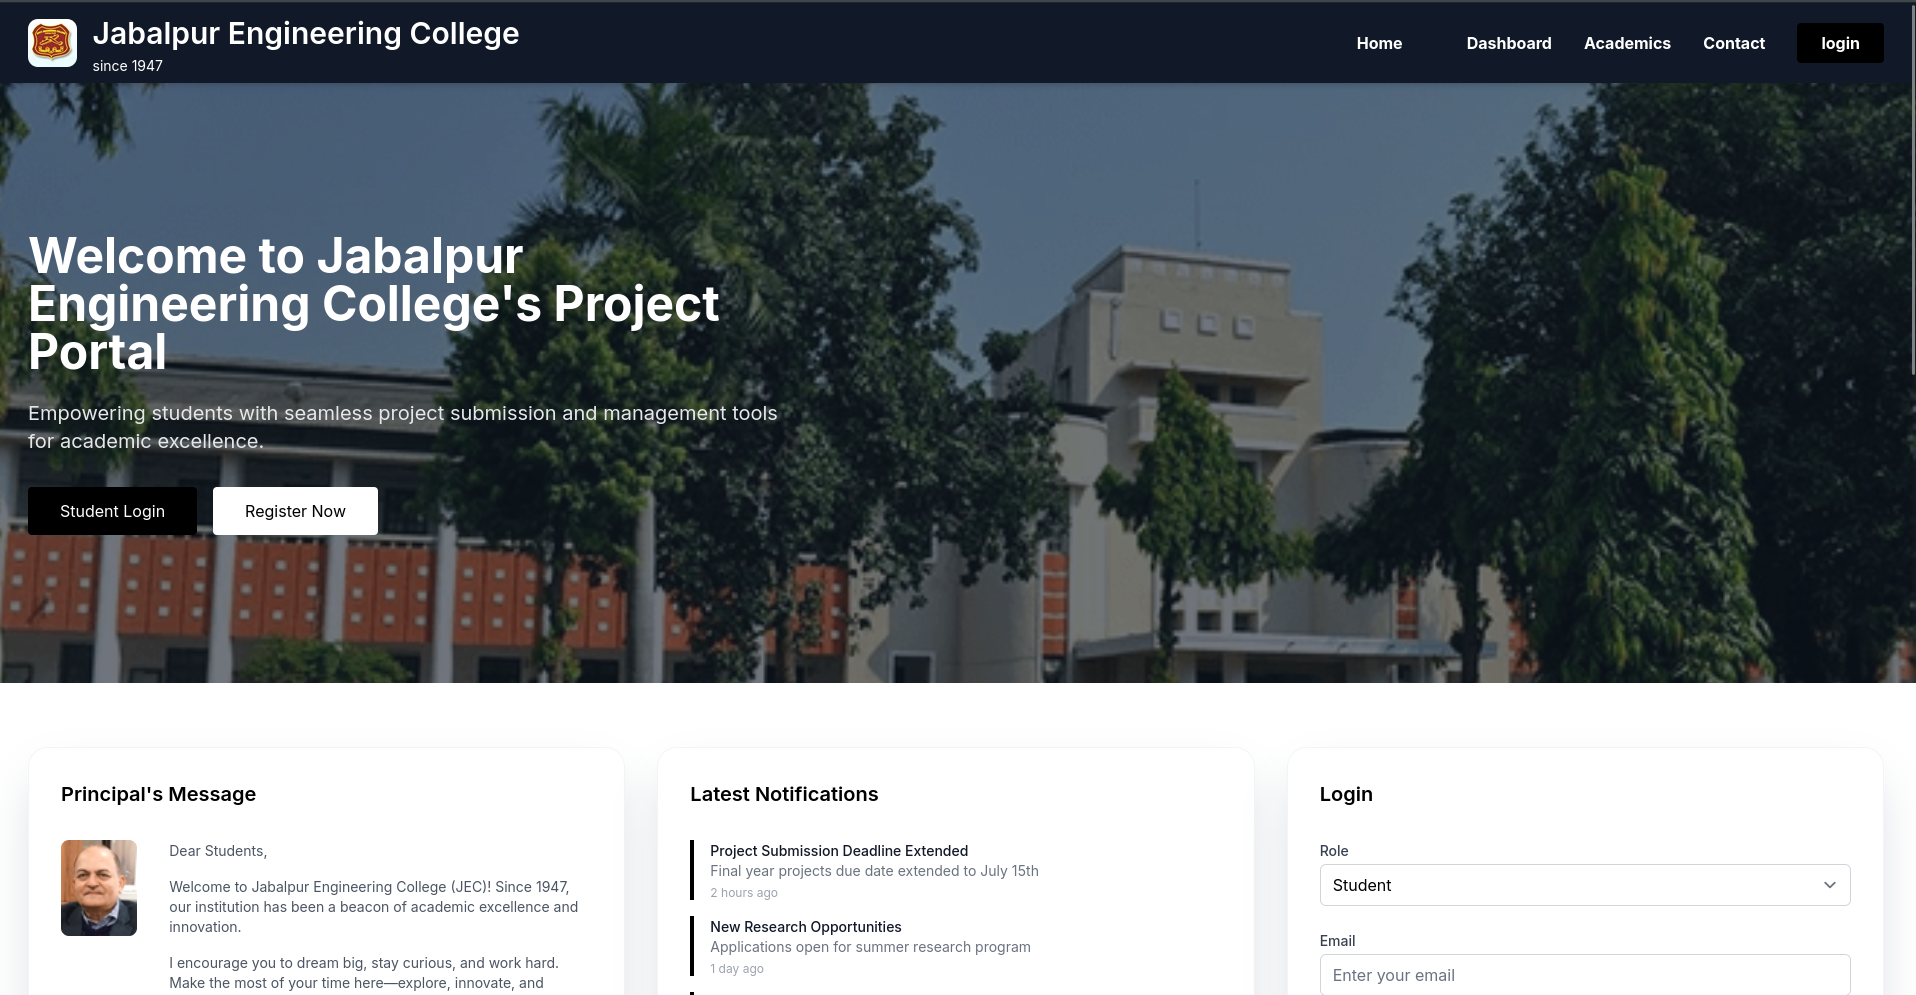 Jabalpur Engineering College
since 1947
Home
Dashboard
Academics
Contact
login
Welcome to Jabalpur
Engineering College's Project
Portal
Empowering students with seamless project submission and management tools
for academic excellence.
Student Login
Register Now
Principal's Message
Dear Students,
Welcome to Jabalpur Engineering College (JEC)! Since 1947,
our institution has been a beacon of academic excellence and
innovation.
I encourage you to dream big, stay curious, and work hard.
Make the most of your time here—explore, innovate, and
Latest Notifications
Project Submission Deadline Extended
Final year projects due date extended to July 15th
2 hours ago
New Research Opportunities
Applications open for summer research program
1 day ago
Login
Role
Student
Email
Enter your email